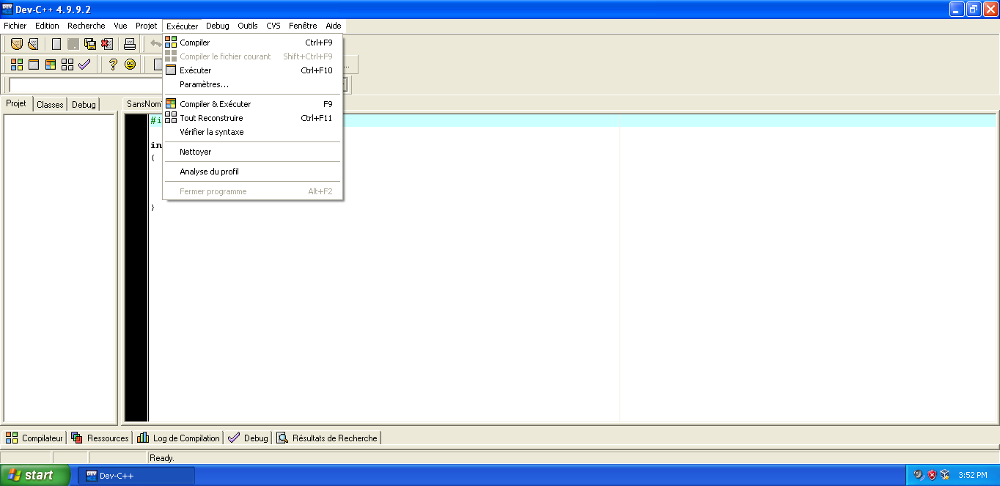 Dev-C++ 4.9.9.2
Fichier Edition Recherche Vue Projet Exécuter Debug Outils CVS Fenêtre Aide
Compiler Ctrl+F9
Compiler le fichier courant Shift+Ctrl+F9
Exécuter Ctrl+F10
Paramètres...
Compiler & Exécuter F9
Tout Reconstruire Ctrl+F11
Vérifier la syntaxe
Nettoyer
Analyse du profil
Fermer programme Alt+F2
...
Projet Classes Debug
SansNom
#i
in
{
}
Compilateur Ressources Log de Compilation Debug Résultats de Recherche
Ready.
start Dev-C++ 3:52 PM